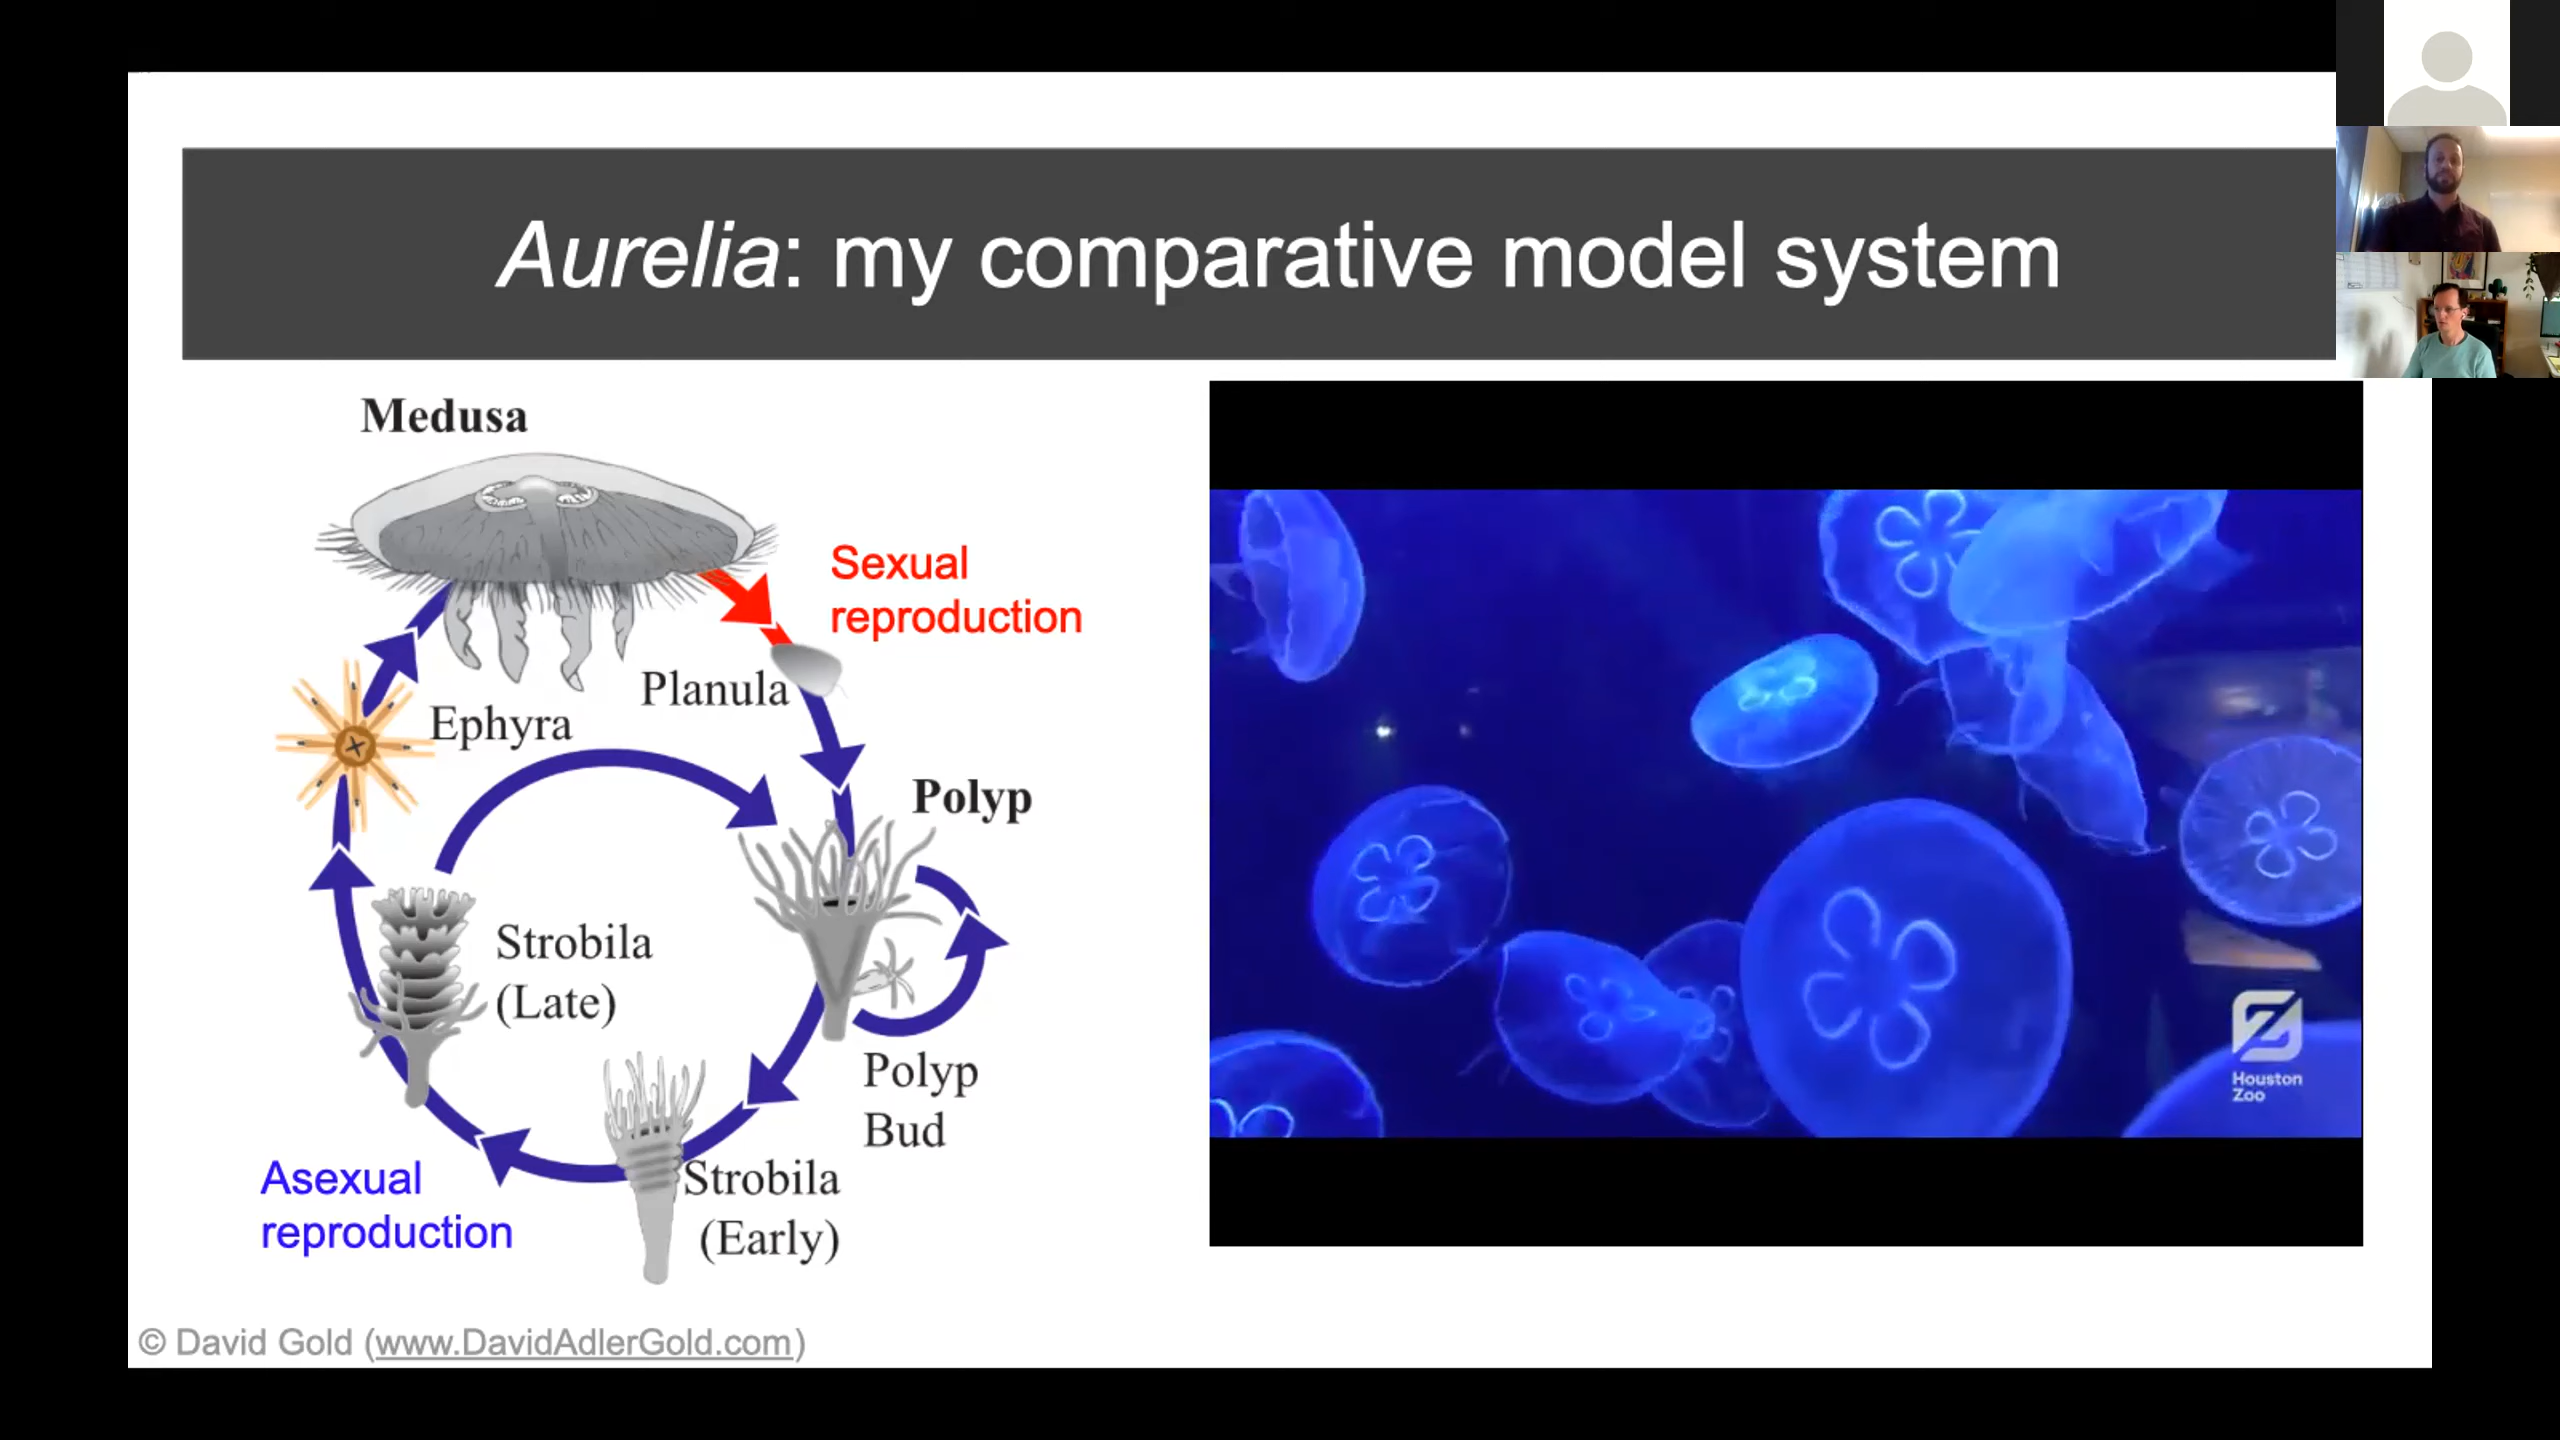 Aurelia: my comparative model system
Medusa
Sexual
reproduction
Planula
Ephyra
Polyp
Strobila
(Late)
Polyp
Bud
Asexual
reproduction
Strobila
(Early)
Houston
Zoo
© David Gold (www.DavidAdlerGold.com)